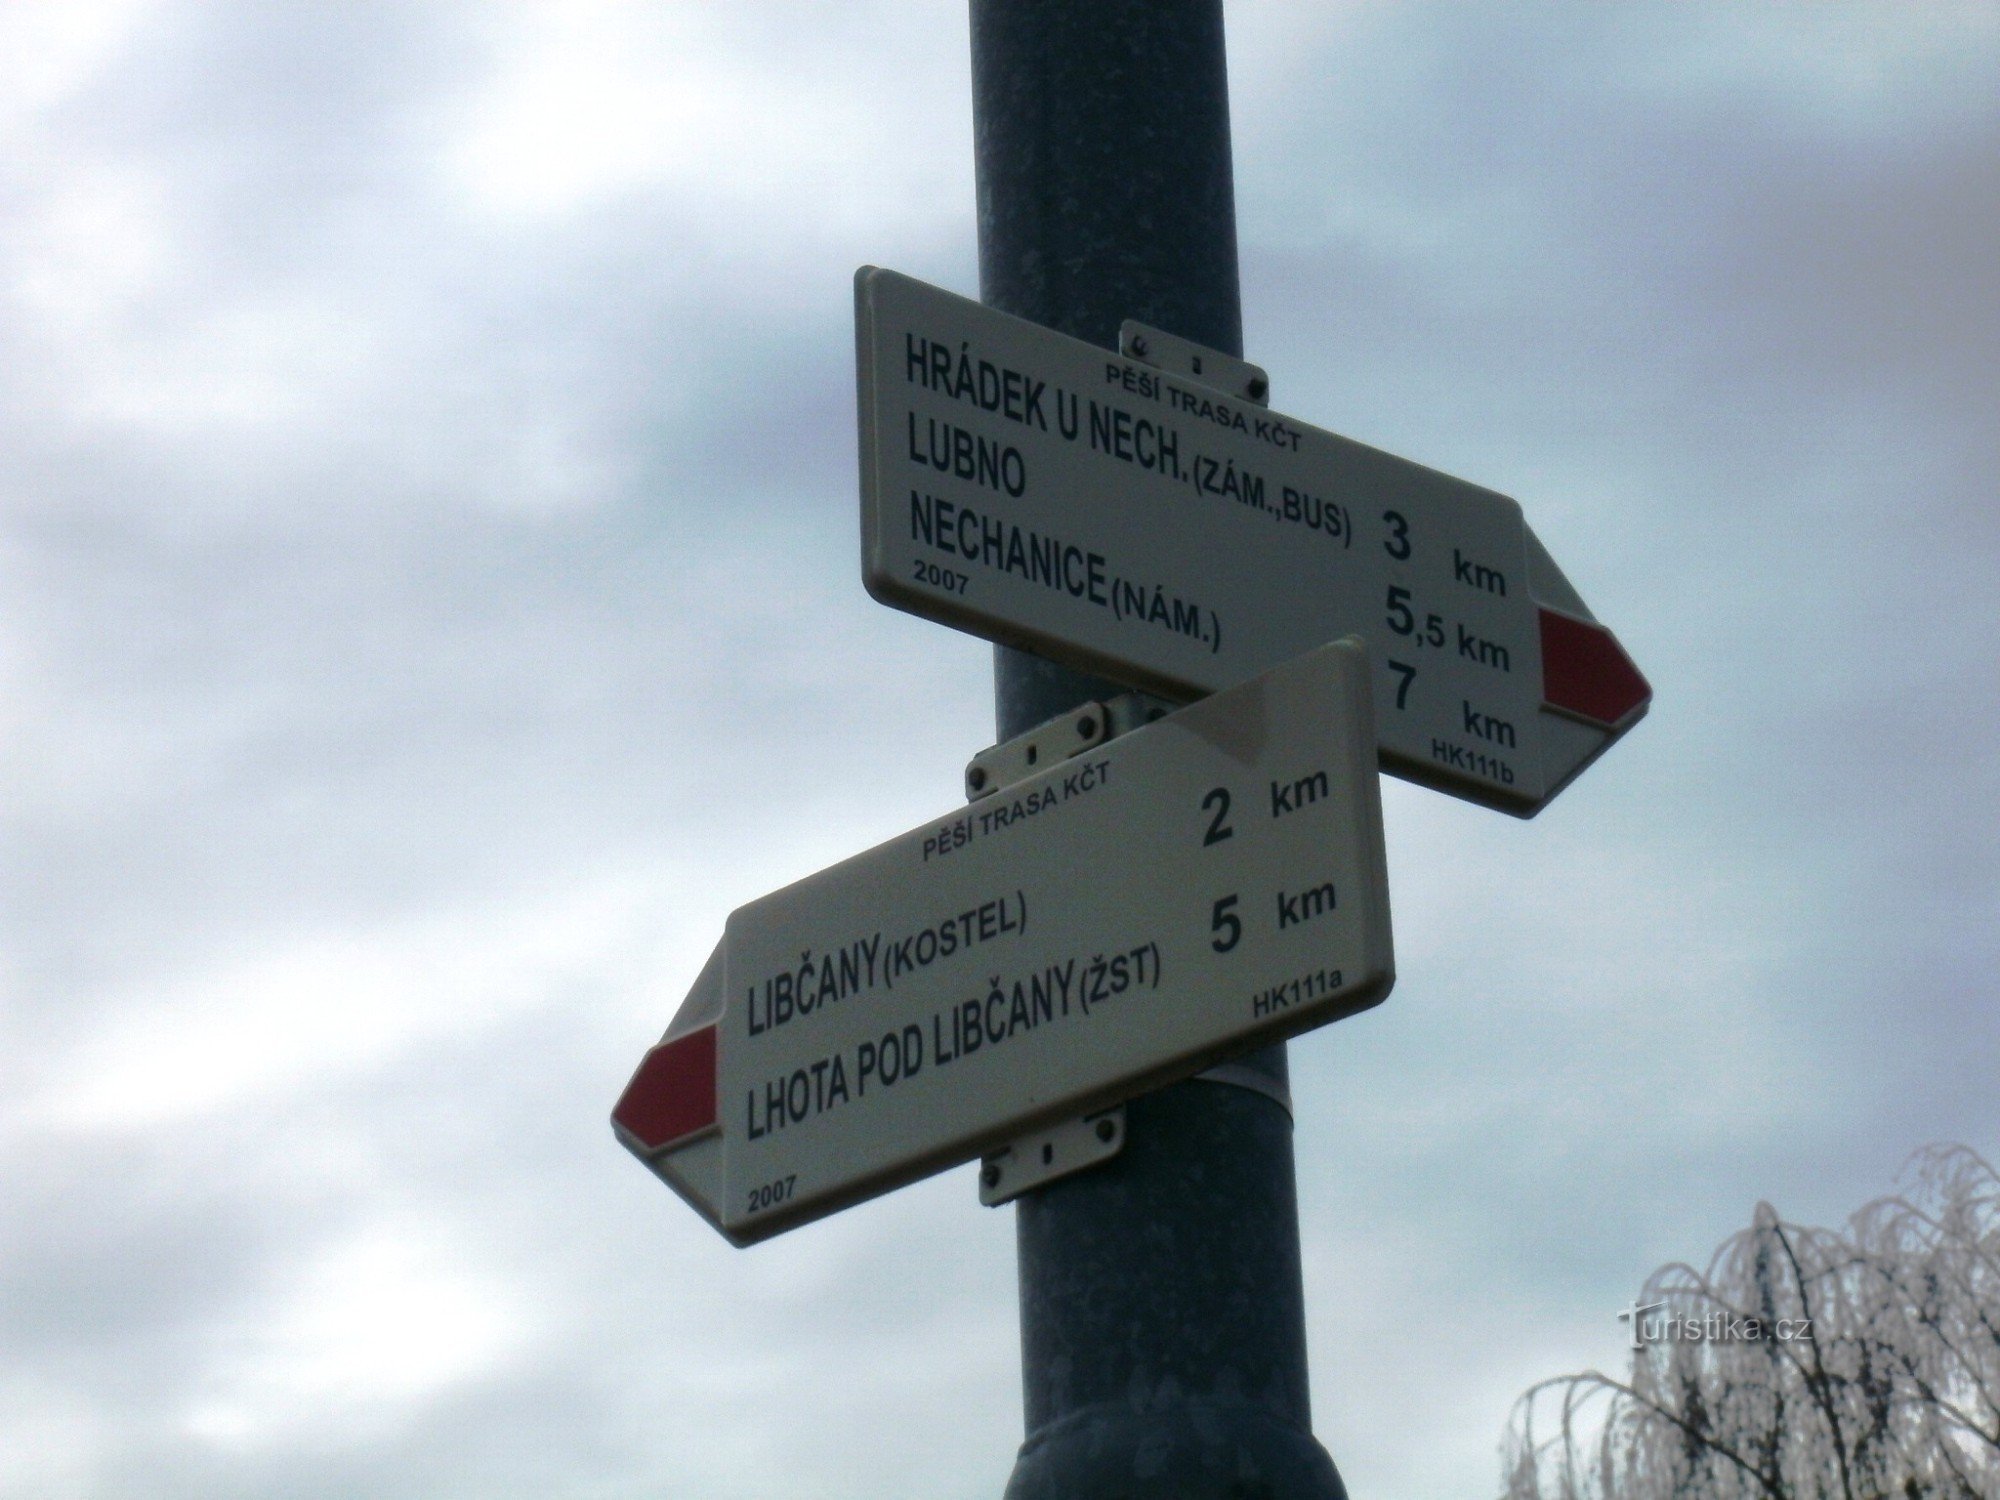 PĚŠÍ TRASA KČT
HRÁDEK U NECH.(ZÁM.,BUS) 3 km
LUBNO 5,5 km
NECHANICE(NÁM.) 7 km
2007 HK111b
PĚŠÍ TRASA KČT
LIBČANY(KOSTEL) 2 km
LHOTA POD LIBČANY(ŽST) 5 km
2007 HK111a
Turistika.cz